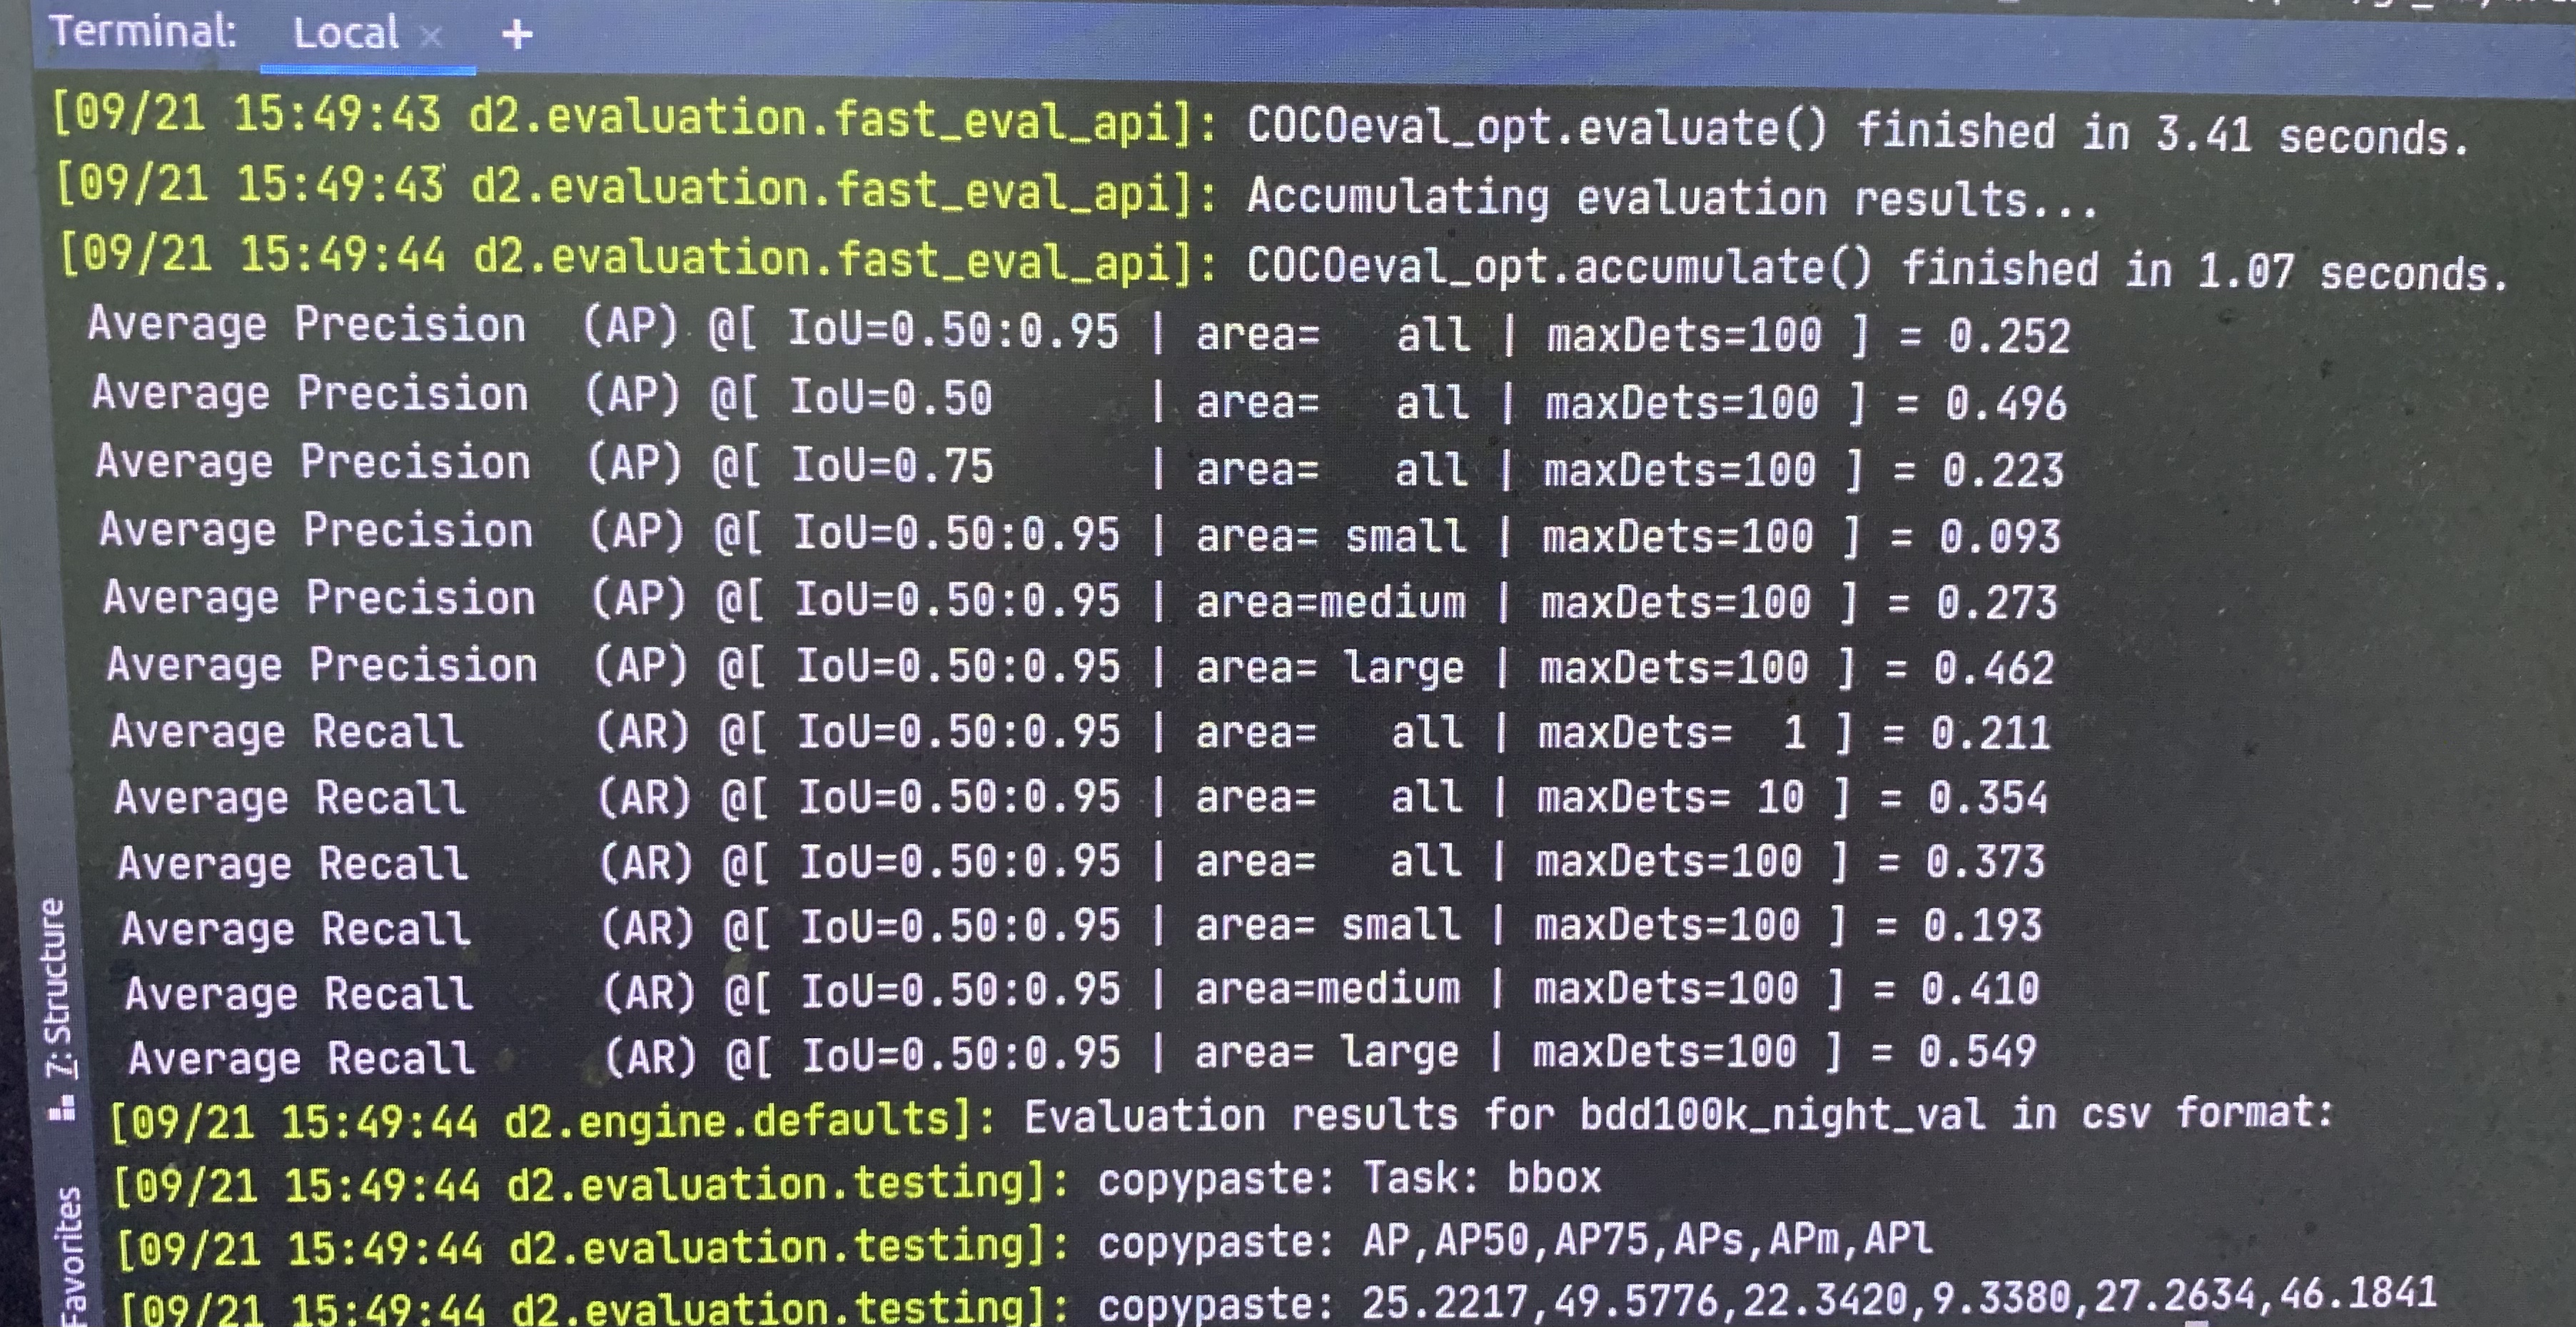 Terminal: Local × +
[09/21 15:49:43 d2.evaluation.fast_eval_api]: COCOeval_opt.evaluate() finished in 3.41 seconds.
[09/21 15:49:43 d2.evaluation.fast_eval_api]: Accumulating evaluation results...
[09/21 15:49:44 d2.evaluation.fast_eval_api]: COCOeval_opt.accumulate() finished in 1.07 seconds.
Average Precision  (AP) @[ IoU=0.50:0.95 | area=   all | maxDets=100 ] = 0.252
Average Precision  (AP) @[ IoU=0.50      | area=   all | maxDets=100 ] = 0.496
Average Precision  (AP) @[ IoU=0.75      | area=   all | maxDets=100 ] = 0.223
Average Precision  (AP) @[ IoU=0.50:0.95 | area= small | maxDets=100 ] = 0.093
Average Precision  (AP) @[ IoU=0.50:0.95 | area=medium | maxDets=100 ] = 0.273
Average Precision  (AP) @[ IoU=0.50:0.95 | area= large | maxDets=100 ] = 0.462
Average Recall     (AR) @[ IoU=0.50:0.95 | area=   all | maxDets=  1 ] = 0.211
Average Recall     (AR) @[ IoU=0.50:0.95 | area=   all | maxDets= 10 ] = 0.354
Average Recall     (AR) @[ IoU=0.50:0.95 | area=   all | maxDets=100 ] = 0.373
Average Recall     (AR) @[ IoU=0.50:0.95 | area= small | maxDets=100 ] = 0.193
Average Recall     (AR) @[ IoU=0.50:0.95 | area=medium | maxDets=100 ] = 0.410
Average Recall     (AR) @[ IoU=0.50:0.95 | area= large | maxDets=100 ] = 0.549
[09/21 15:49:44 d2.engine.defaults]: Evaluation results for bdd100k_night_val in csv format:
[09/21 15:49:44 d2.evaluation.testing]: copypaste: Task: bbox
[09/21 15:49:44 d2.evaluation.testing]: copypaste: AP,AP50,AP75,APs,APm,APl
[09/21 15:49:44 d2.evaluation.testing]: copypaste: 25.2217,49.5776,22.3420,9.3380,27.2634,46.1841
7: Structure
Favorites